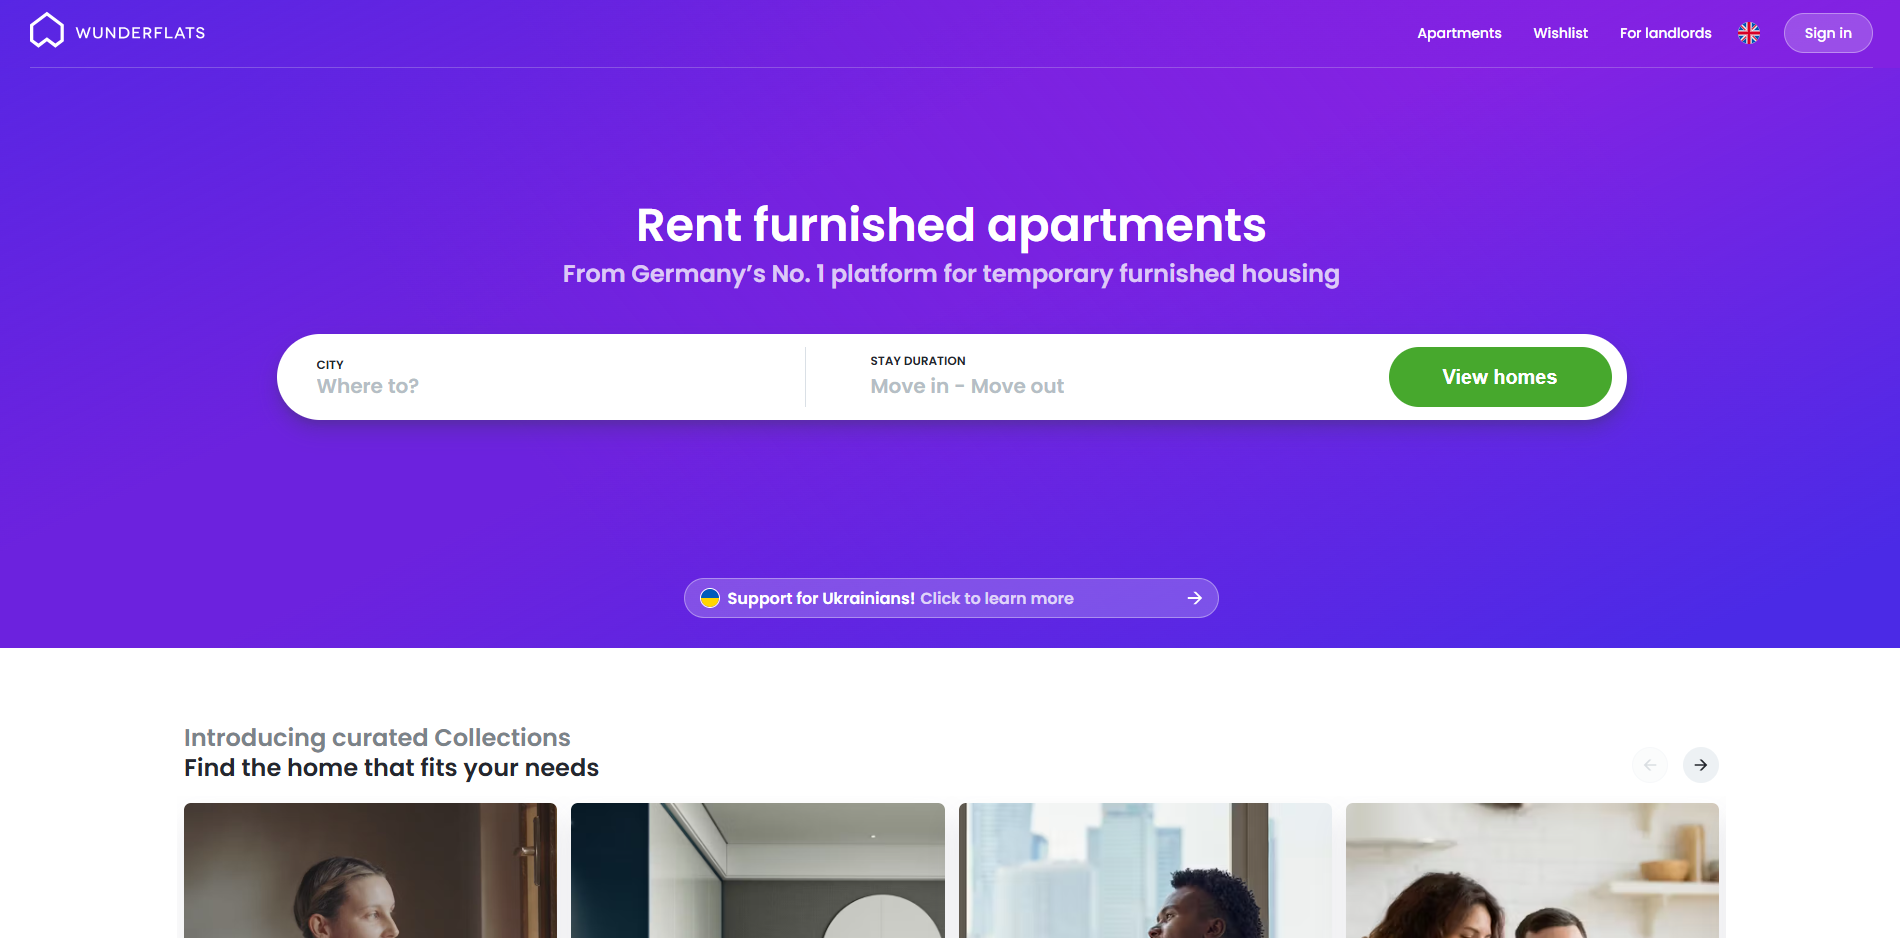 WUNDERFLATS
Apartments
Wishlist
For landlords
Sign in
Rent furnished apartments
From Germany’s No. 1 platform for temporary furnished housing
CITY
Where to?
STAY DURATION
Move in - Move out
View homes
Support for Ukrainians! Click to learn more
Introducing curated Collections
Find the home that fits your needs